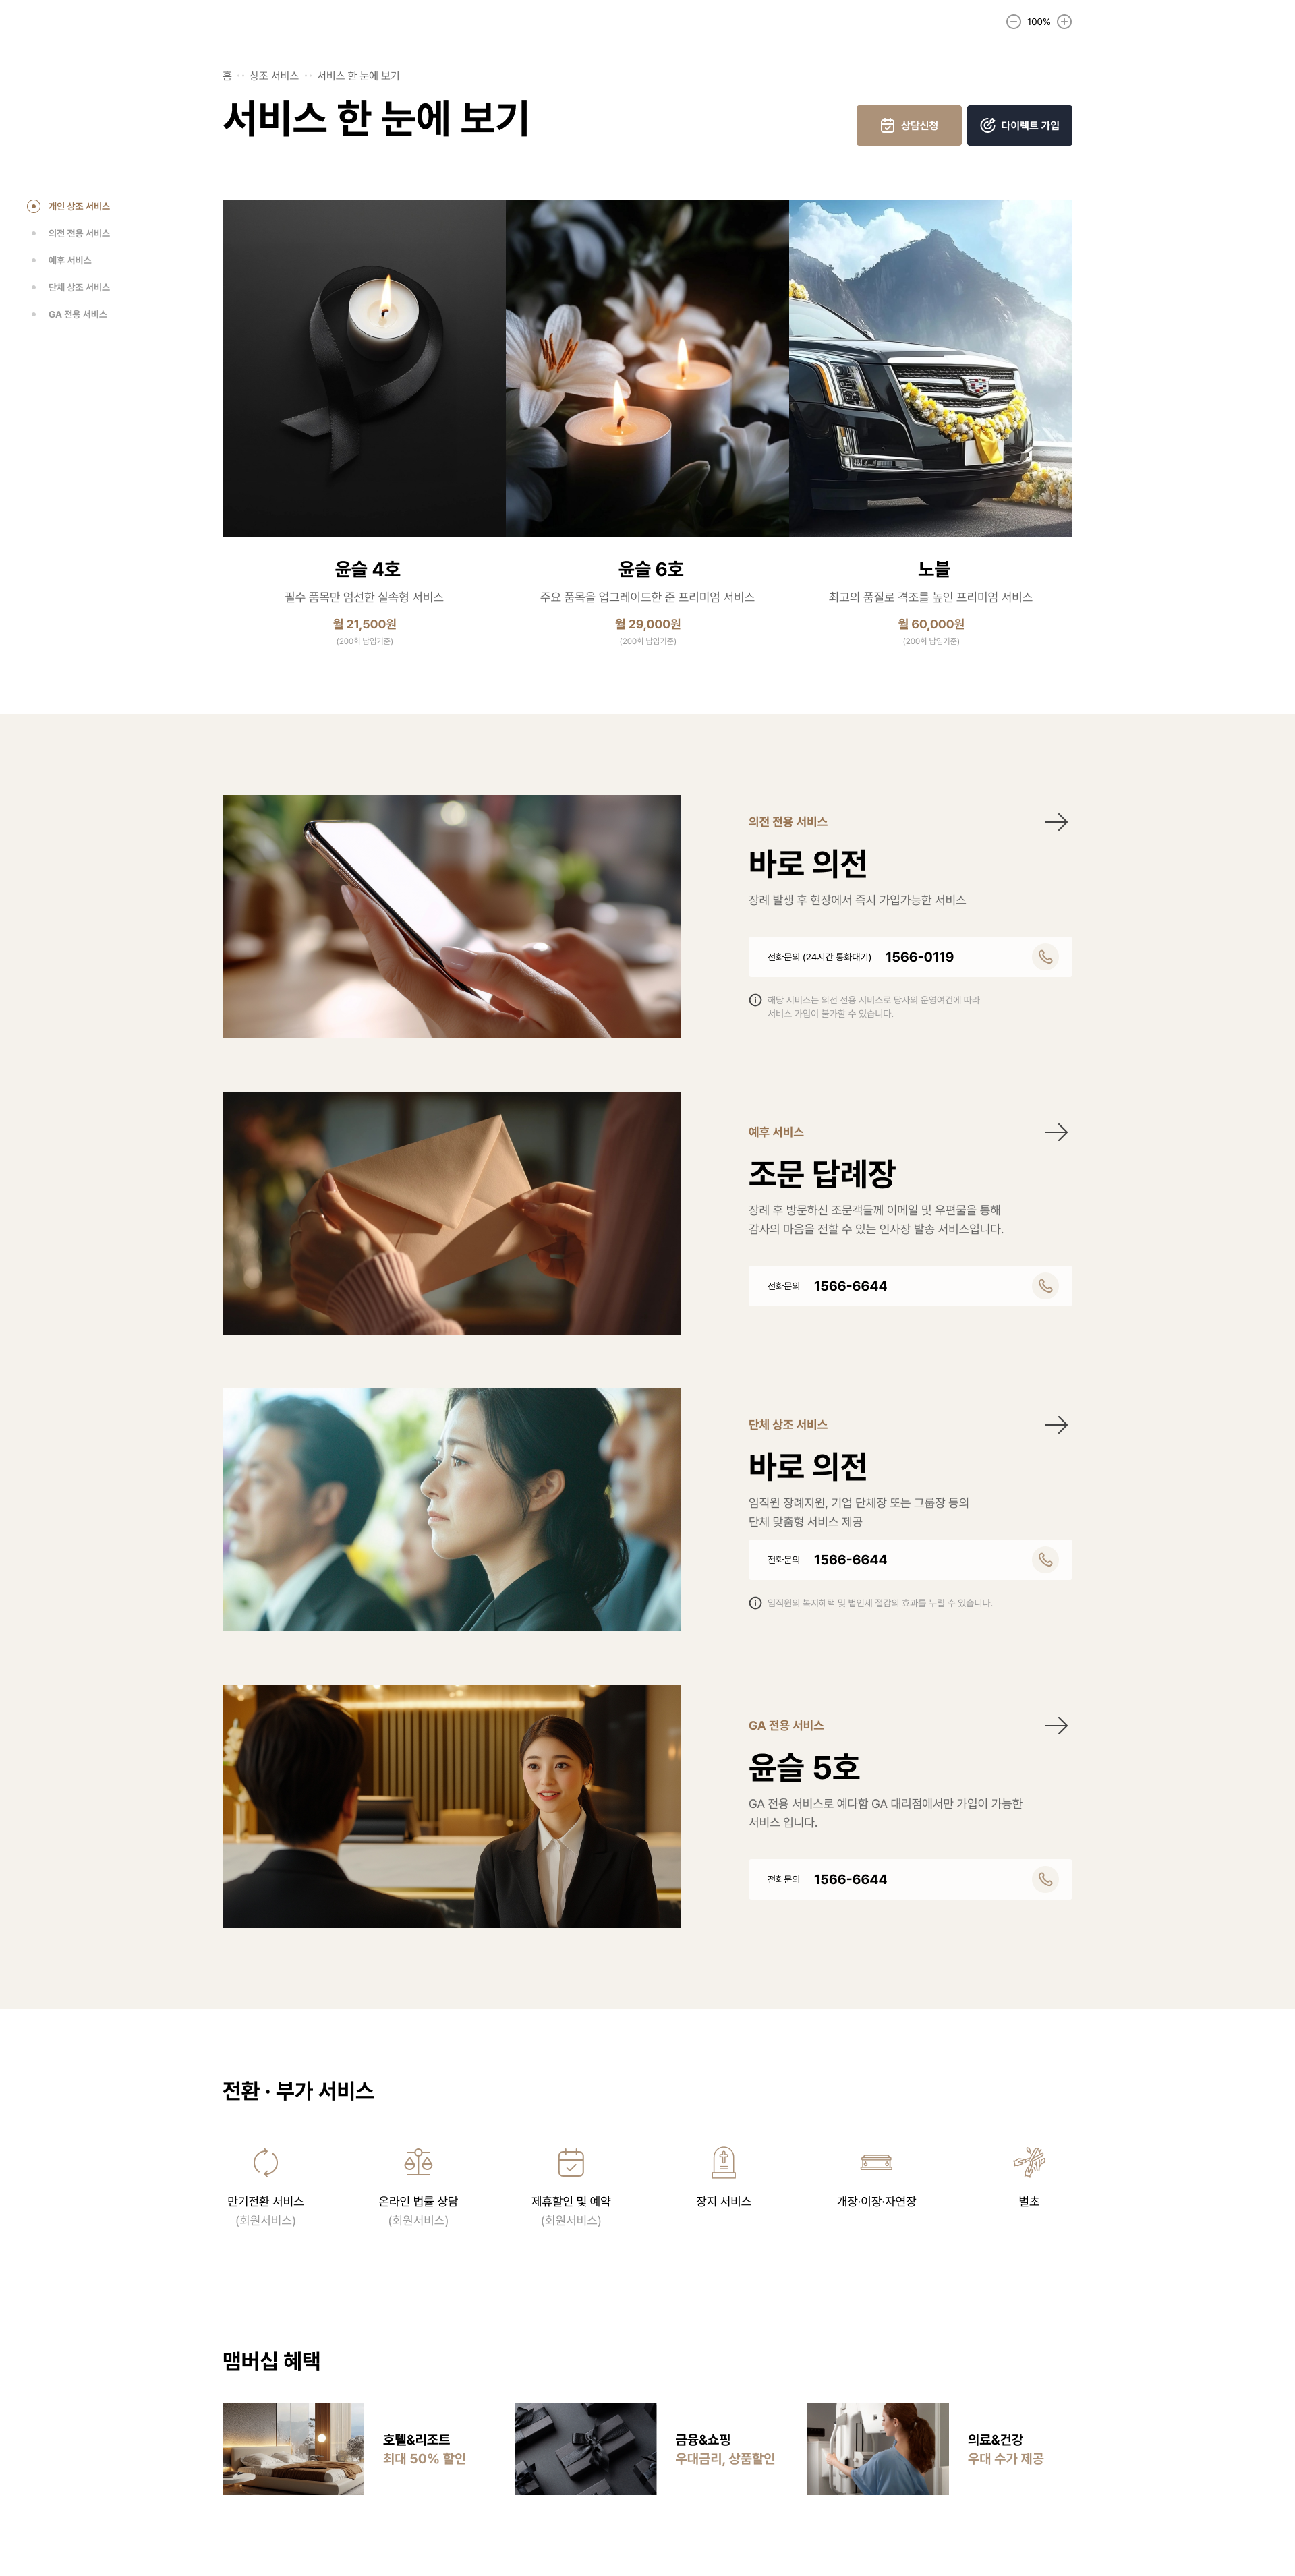 100%
홈 ·· 상조 서비스 ·· 서비스 한 눈에 보기
서비스 한 눈에 보기
상담신청
다이렉트 가입
개인 상조 서비스
의전 전용 서비스
예후 서비스
단체 상조 서비스
GA 전용 서비스
윤슬 4호
필수 품목만 엄선한 실속형 서비스
월 21,500원
(200회 납입기준)
윤슬 6호
주요 품목을 업그레이드한 준 프리미엄 서비스
월 29,000원
(200회 납입기준)
노블
최고의 품질로 격조를 높인 프리미엄 서비스
월 60,000원
(200회 납입기준)
의전 전용 서비스
바로 의전
장례 발생 후 현장에서 즉시 가입가능한 서비스
전화문의 (24시간 통화대기) 1566-0119
해당 서비스는 의전 전용 서비스로 당사의 운영여건에 따라
서비스 가입이 불가할 수 있습니다.
예후 서비스
조문 답례장
장례 후 방문하신 조문객들께 이메일 및 우편물을 통해
감사의 마음을 전할 수 있는 인사장 발송 서비스입니다.
전화문의 1566-6644
단체 상조 서비스
바로 의전
임직원 장례지원, 기업 단체장 또는 그룹장 등의
단체 맞춤형 서비스 제공
전화문의 1566-6644
임직원의 복지혜택 및 법인세 절감의 효과를 누릴 수 있습니다.
GA 전용 서비스
윤슬 5호
GA 전용 서비스로 예다함 GA 대리점에서만 가입이 가능한
서비스 입니다.
전화문의 1566-6644
전환 · 부가 서비스
만기전환 서비스
(회원서비스)
온라인 법률 상담
(회원서비스)
제휴할인 및 예약
(회원서비스)
장지 서비스
개장·이장·자연장
벌초
맴버십 혜택
호텔&리조트
최대 50% 할인
금융&쇼핑
우대금리, 상품할인
의료&건강
우대 수가 제공